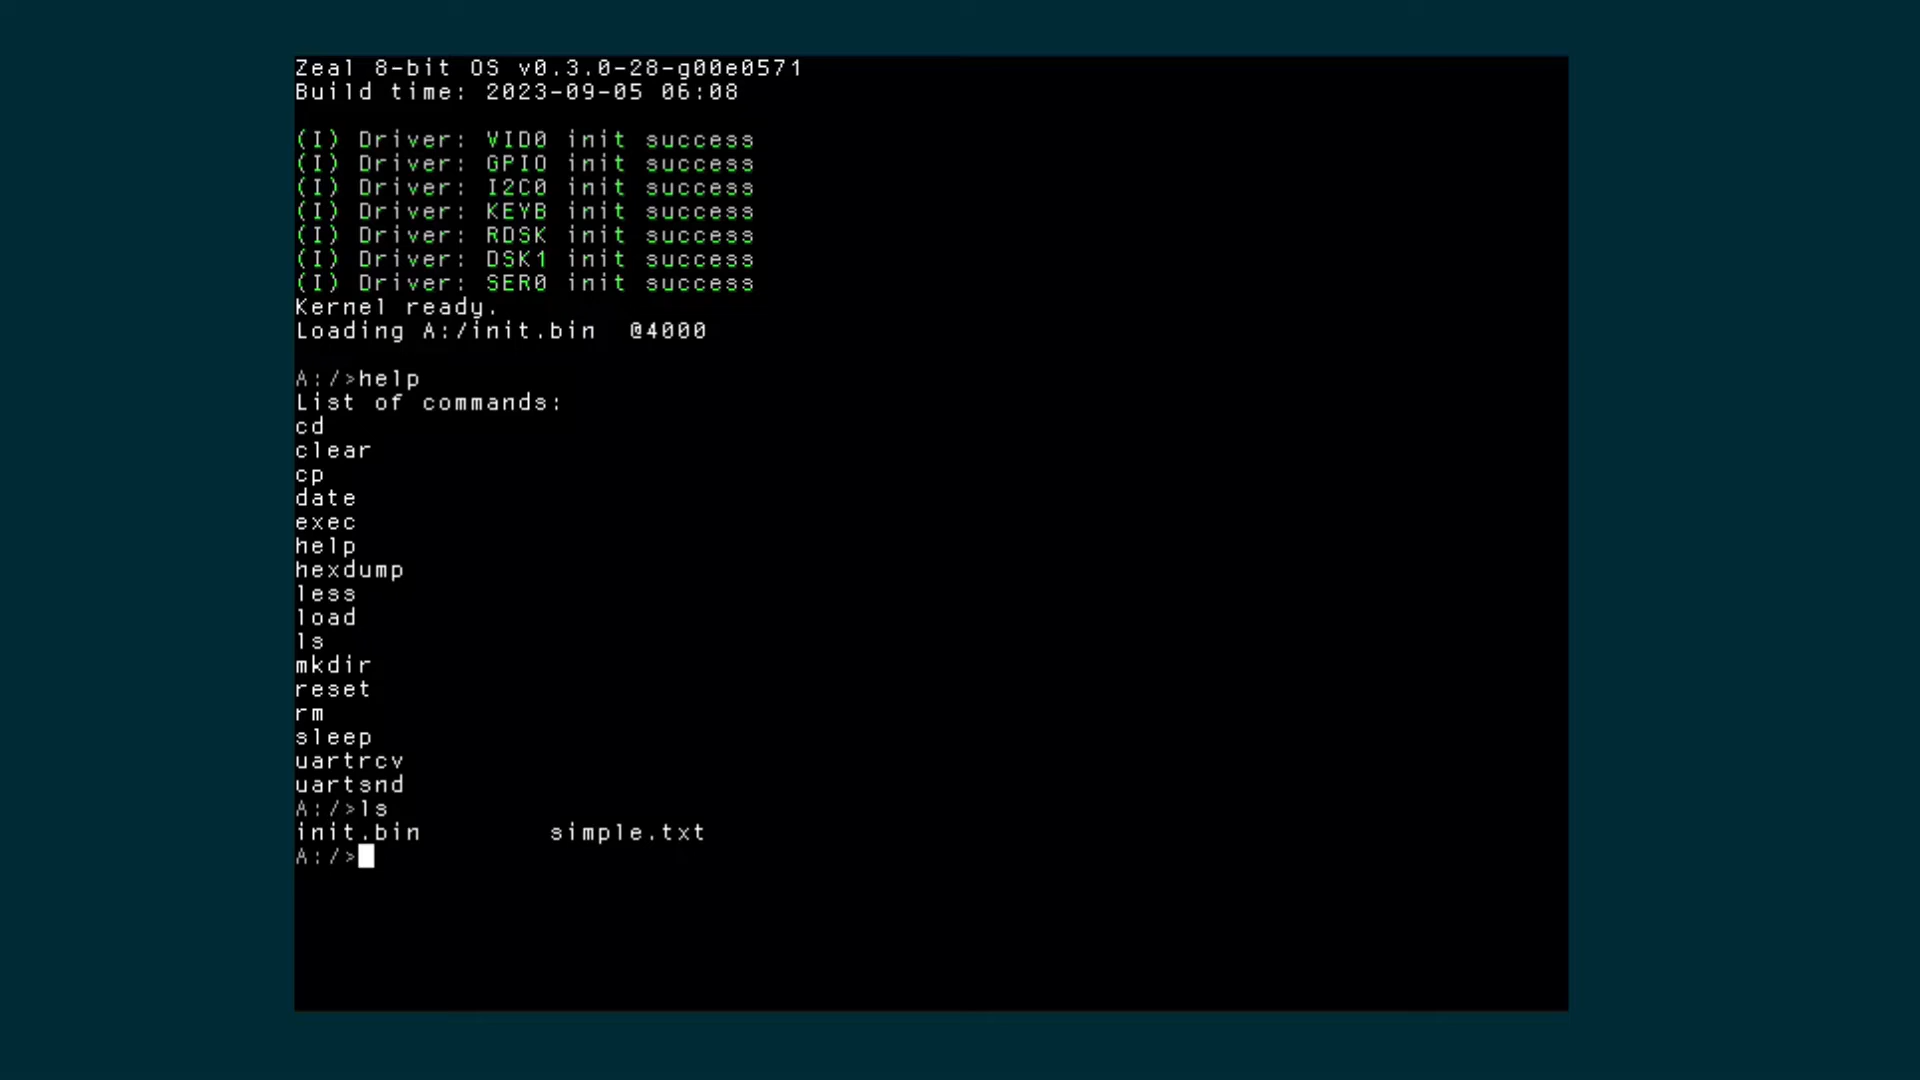 Zeal 8-bit OS v0.3.0-28-g00e0571
Build time: 2023-09-05 06:08
(I) Driver: VID0 init success
(I) Driver: GPIO init success
(I) Driver: I2C0 init success
(I) Driver: KEYB init success
(I) Driver: RDSK init success
(I) Driver: DSK1 init success
(I) Driver: SER0 init success
Kernel ready.
Loading A:/init.bin  @4000
A:/>help
List of commands:
cd
clear
cp
date
exec
help
hexdump
less
load
ls
mkdir
reset
rm
sleep
uartrcv
uartsnd
A:/>ls
init.bin        simple.txt
A:/>